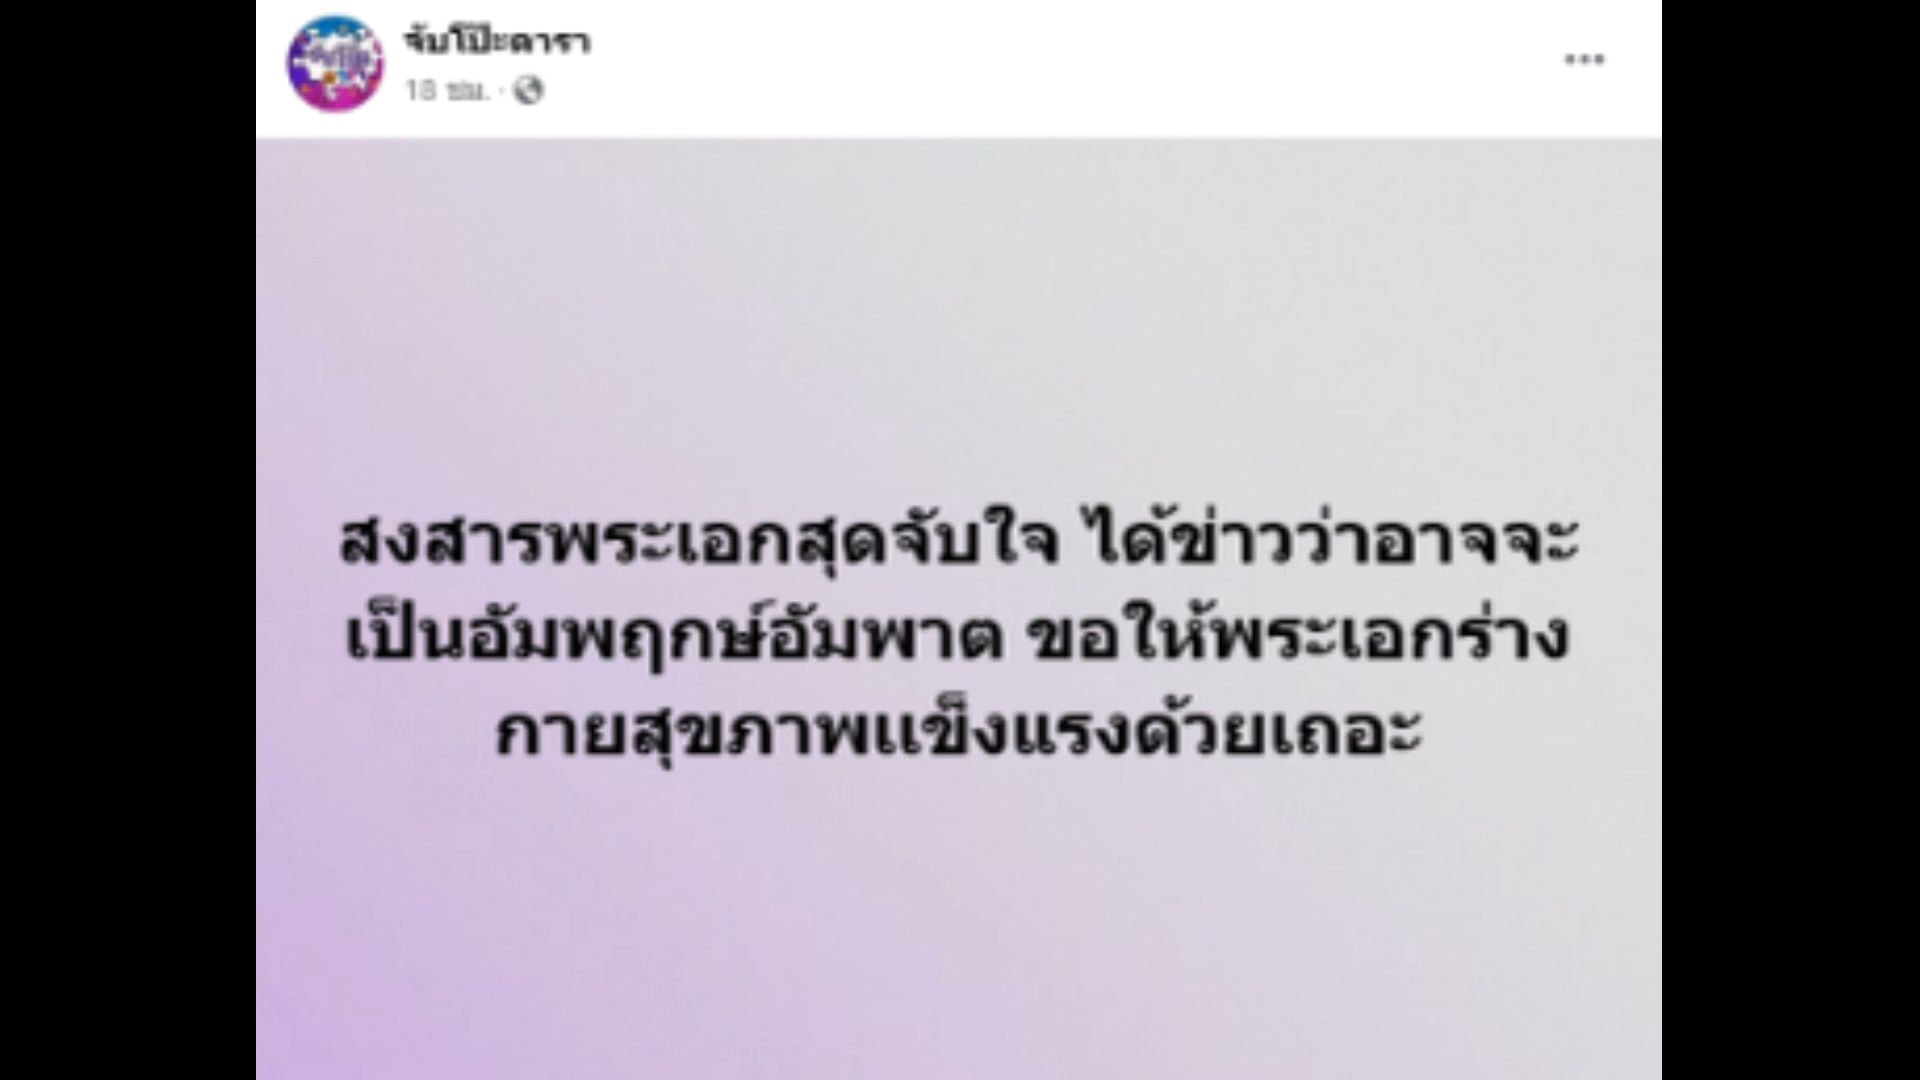 จับโป๊ะดารา
18 ชม.
สงสารพระเอกสุดจับใจ ได้ข่าวว่าอาจจะ
เป็นอัมพฤกษ์อัมพาต ขอให้พระเอกร่าง
กายสุขภาพแข็งแรงด้วยเถอะ